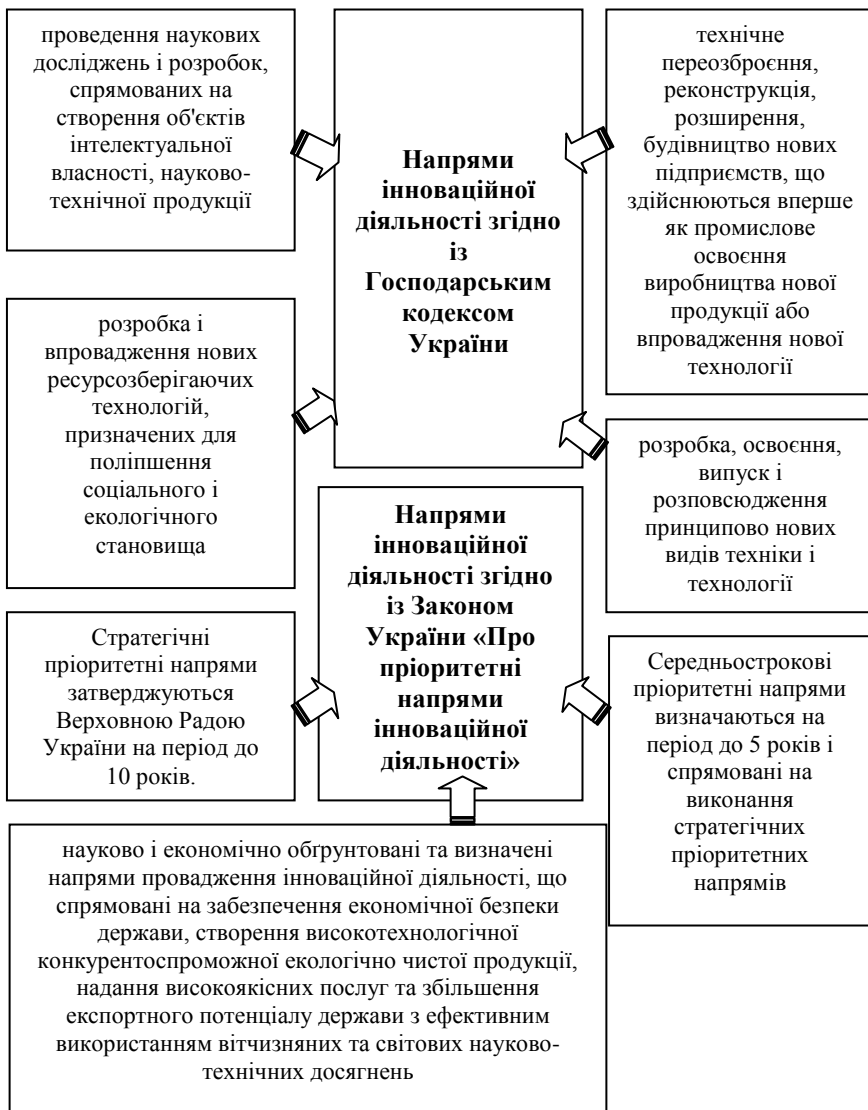 проведення наукових
досліджень і розробок,
спрямованих на
створення об'єктів
інтелектуальної
власності, науково-
технічної продукції
Напрями
інноваційної
діяльності згідно
із
Господарським
кодексом
України
технічне
переозброєння,
реконструкція,
розширення,
будівництво нових
підприємств, що
здійснюються вперше
як промислове
освоєння
виробництва нової
продукції або
впровадження нової
технології
розробка і
впровадження нових
ресурсозберігаючих
технологій,
призначених для
поліпшення
соціального і
екологічного
становища
розробка, освоєння,
випуск і
розповсюдження
принципово нових
видів техніки і
технології
Напрями
інноваційної
діяльності згідно
із Законом
України «Про
пріоритетні
напрями
інноваційної
діяльності»
Стратегічні
пріоритетні напрями
затверджуються
Верховною Радою
України на період до
10 років.
Середньострокові
пріоритетні напрями
визначаються на
період до 5 років і
спрямовані на
виконання
стратегічних
пріоритетних
напрямів
науково і економічно обґрунтовані та визначені
напрями провадження інноваційної діяльності, що
спрямовані на забезпечення економічної безпеки
держави, створення високотехнологічної
конкурентоспроможної екологічно чистої продукції,
надання високоякісних послуг та збільшення
експортного потенціалу держави з ефективним
використанням вітчизняних та світових науково-
технічних досягнень